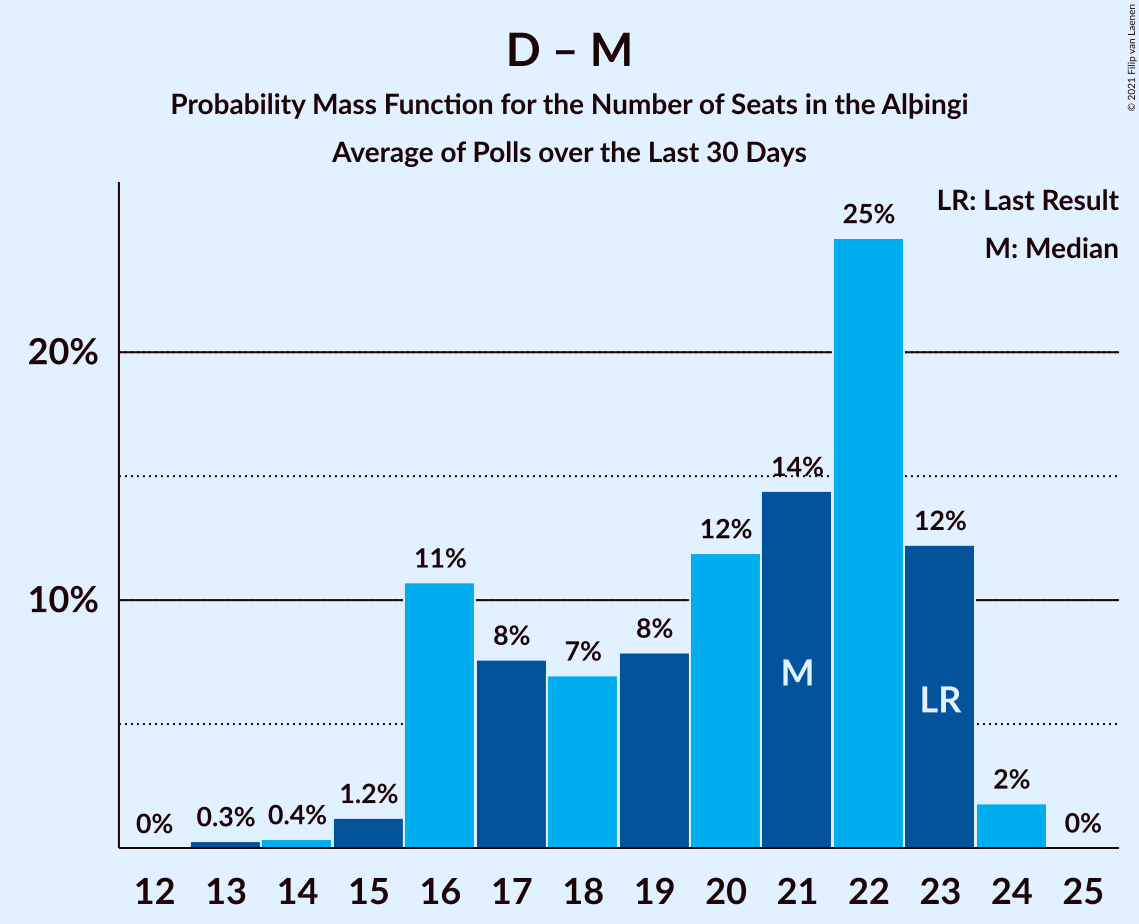 D – M
Probability Mass Function for the Number of Seats in the Alþingi
Average of Polls over the Last 30 Days
© 2021 Filip van Laenen
LR: Last Result
M: Median
20%
10%
0%
0.3%
0.4%
1.2%
11%
8%
7%
8%
12%
14%
25%
12%
2%
0%
M
LR
12 13 14 15 16 17 18 19 20 21 22 23 24 25